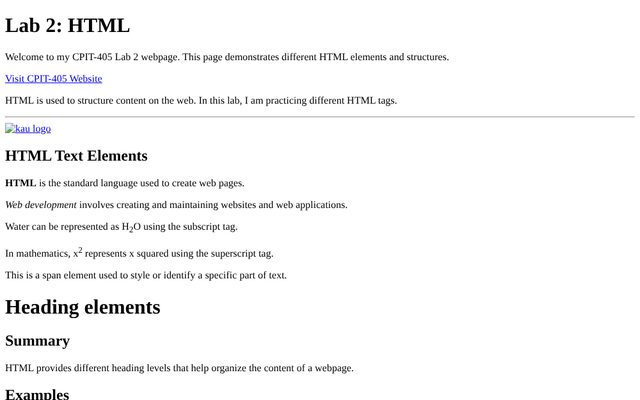 Lab 2: HTML
Welcome to my CPIT-405 Lab 2 webpage. This page demonstrates different HTML elements and structures.
Visit CPIT-405 Website
HTML is used to structure content on the web. In this lab, I am practicing different HTML tags.
kau logo
HTML Text Elements
HTML is the standard language used to create web pages.
Web development involves creating and maintaining websites and web applications.
Water can be represented as H₂O using the subscript tag.
In mathematics, x² represents x squared using the superscript tag.
This is a span element used to style or identify a specific part of text.
Heading elements
Summary
HTML provides different heading levels that help organize the content of a webpage.
Examples